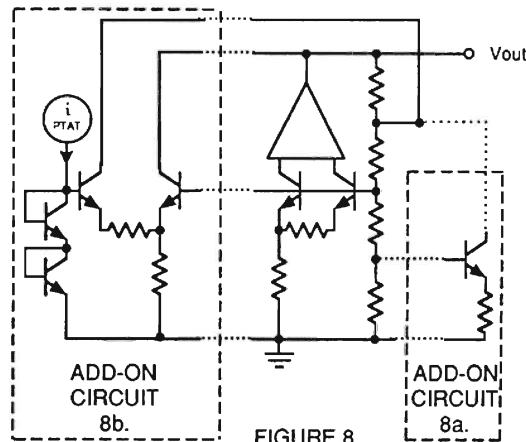 Vout
i
PTAT
ADD-ON
CIRCUIT
8b.
ADD-ON
CIRCUIT
8a.
FIGURE 8